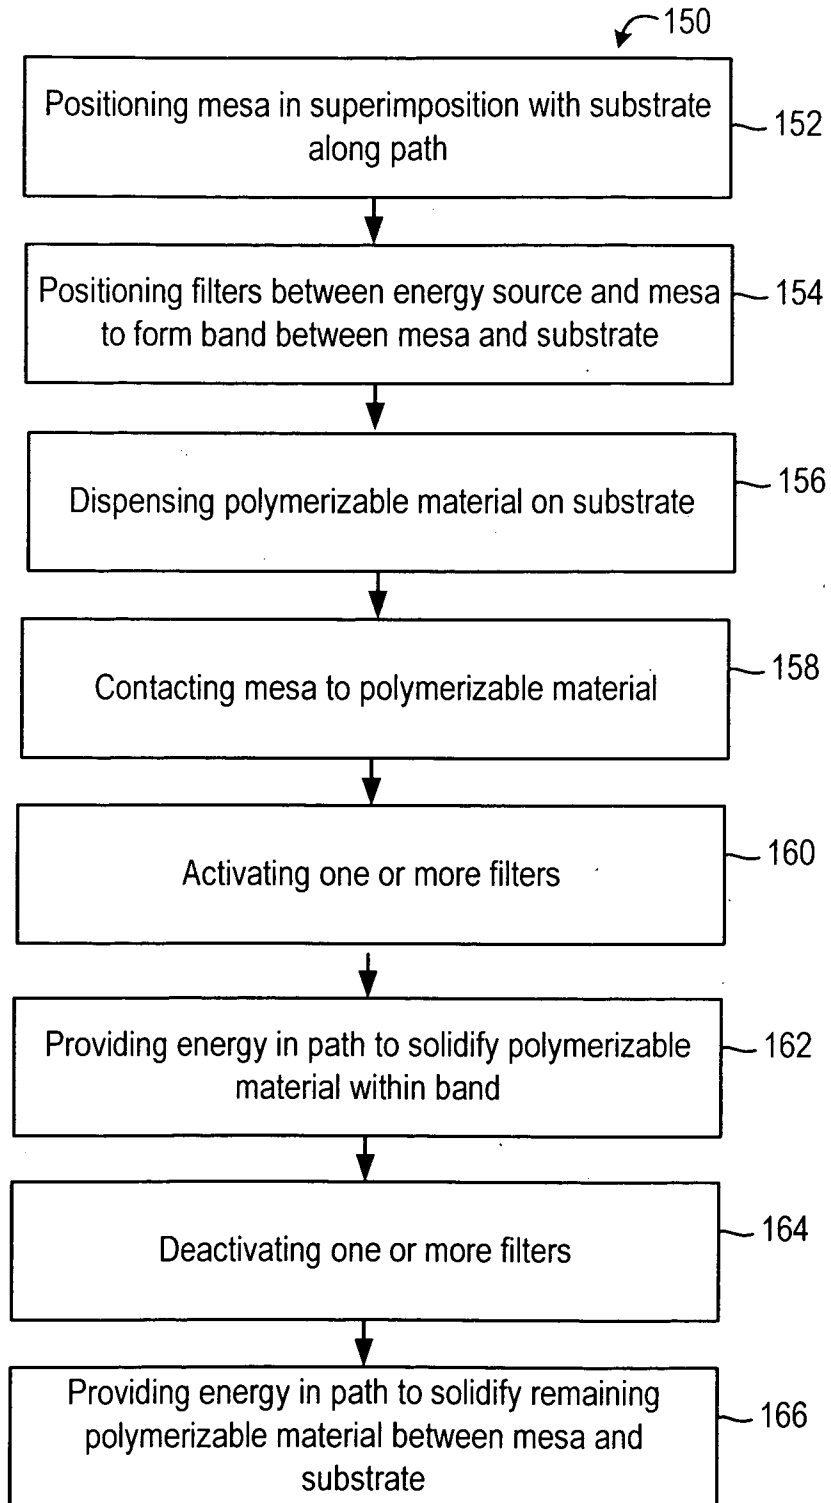 150
Positioning mesa in superimposition with substrate
along path
152
Positioning filters between energy source and mesa
to form band between mesa and substrate
154
Dispensing polymerizable material on substrate
156
Contacting mesa to polymerizable material
158
Activating one or more filters
160
Providing energy in path to solidify polymerizable
material within band
162
Deactivating one or more filters
164
Providing energy in path to solidify remaining
polymerizable material between mesa and
substrate
166